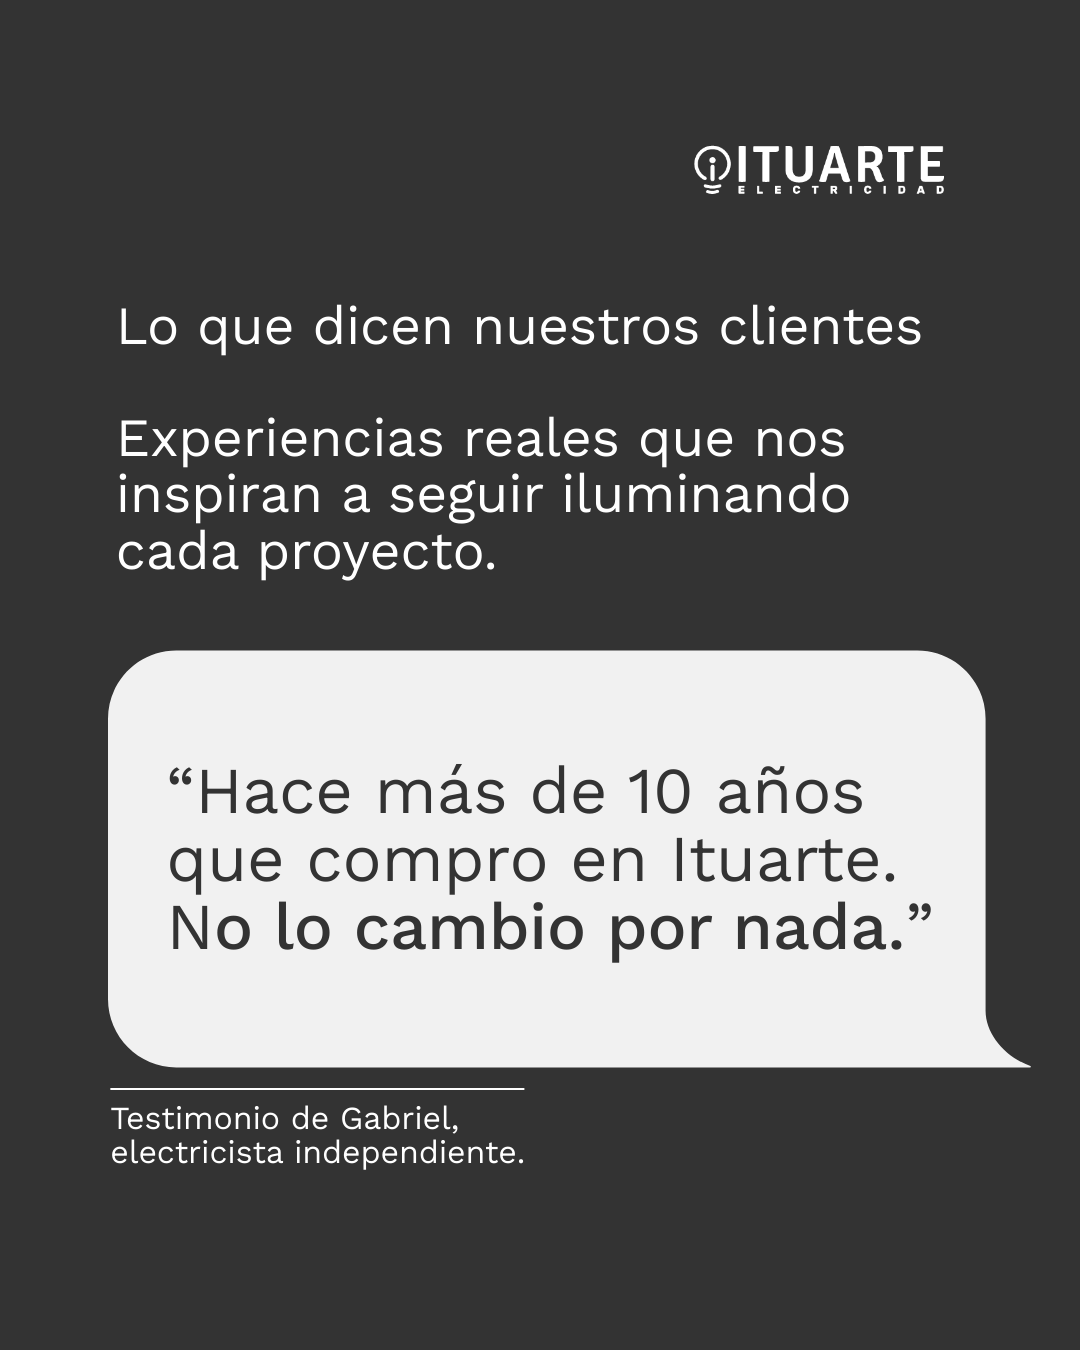 ITUARTE
ELECTRICIDAD
Lo que dicen nuestros clientes
Experiencias reales que nos
inspiran a seguir iluminando
cada proyecto.
“Hace más de 10 años
que compro en Ituarte.
No lo cambio por nada.”
Testimonio de Gabriel,
electricista independiente.